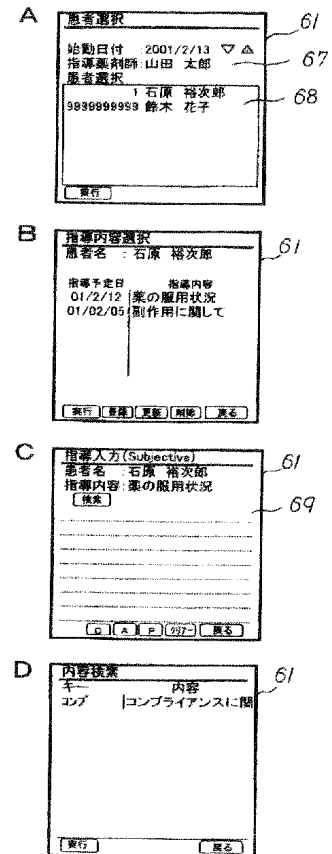 A
患者選択
61
始動日付 :2001/2/13 ▽ △
67
指導薬剤師:山田 太郎
患者選択
1 石原 裕次郎
68
9999999999 鈴木 花子
実行
B
指導内容選択
61
患者名 :石原 裕次郎
指導予定日 指導内容
01/2/12 薬の服用状況
01/02/05 副作用に関して
実行 登録 更新 削除 戻る
C
指導入力(Subjective)
61
患者名 :石原 裕次郎
指導内容:薬の服用状況
69
検索
O A P クリアー 戻る
D
内容検索
61
キー 内容
コンプ コンプライアンスに関
実行 戻る